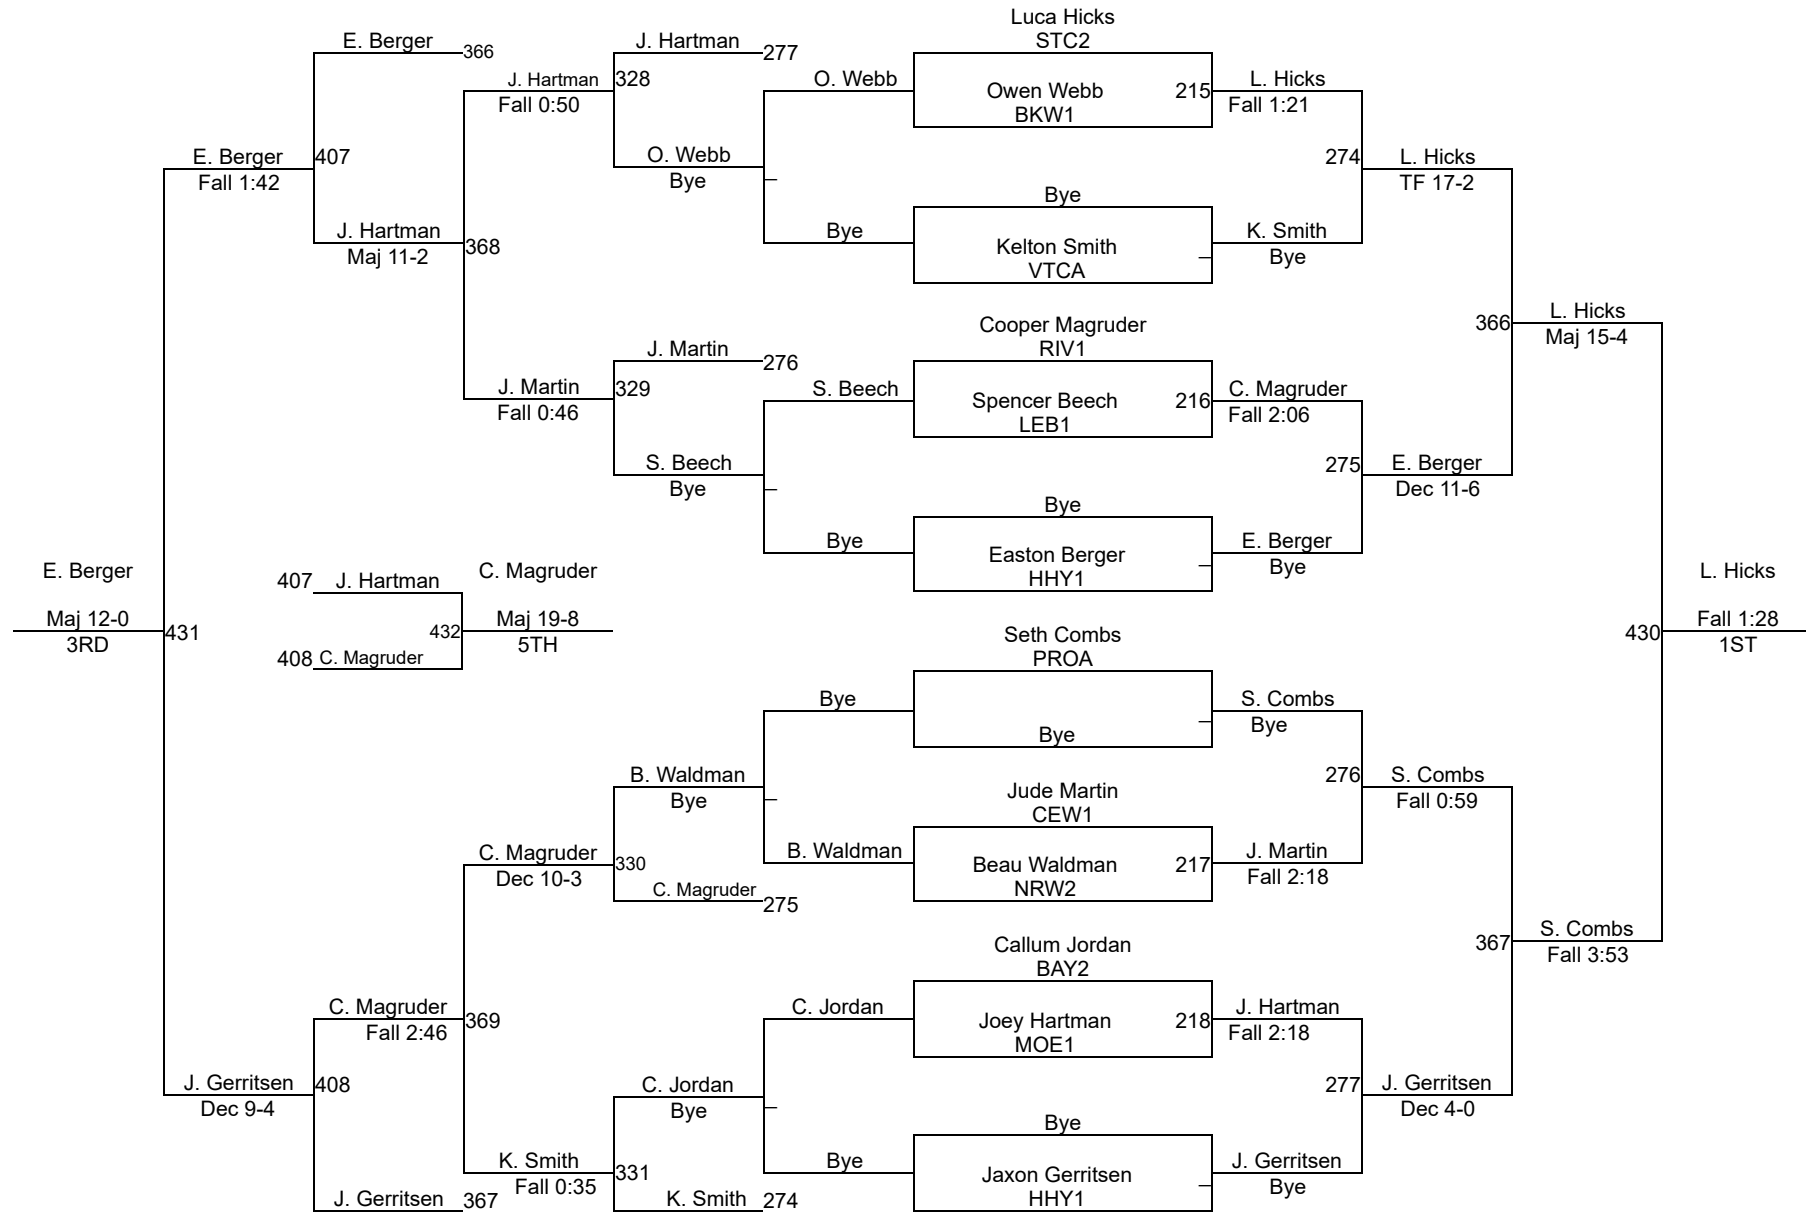 Luca Hicks
STC2
E. Berger
366
J. Hartman
277
J. Hartman
328
Fall 0:50
O. Webb
Owen Webb
BKW1
215
L. Hicks
Fall 1:21
E. Berger
407
Fall 1:42
O. Webb
Bye
_
274
L. Hicks
TF 17-2
Bye
J. Hartman
368
Maj 11-2
Bye
Kelton Smith
VTCA
_
K. Smith
Bye
Cooper Magruder
RIV1
366
L. Hicks
Maj 15-4
J. Martin
276
J. Martin
329
Fall 0:46
S. Beech
Spencer Beech
LEB1
216
C. Magruder
Fall 2:06
S. Beech
Bye
_
275
E. Berger
Dec 11-6
Bye
Bye
Easton Berger
HHY1
_
E. Berger
Bye
E. Berger
Maj 12-0
3RD
431
407
J. Hartman
408
C. Magruder
432
C. Magruder
Maj 19-8
5TH
L. Hicks
430
Fall 1:28
1ST
Seth Combs
PROA
Bye
Bye
_
S. Combs
Bye
B. Waldman
Bye
_
276
S. Combs
Fall 0:59
Jude Martin
CEW1
C. Magruder
330
Dec 10-3
B. Waldman
Beau Waldman
NRW2
217
J. Martin
Fall 2:18
C. Magruder
275
367
S. Combs
Fall 3:53
Callum Jordan
BAY2
C. Magruder
369
Fall 2:46
C. Jordan
Joey Hartman
MOE1
218
J. Hartman
Fall 2:18
J. Gerritsen
408
Dec 9-4
C. Jordan
Bye
_
277
J. Gerritsen
Dec 4-0
Bye
K. Smith
331
Fall 0:35
Bye
Jaxon Gerritsen
HHY1
_
J. Gerritsen
Bye
J. Gerritsen
367
K. Smith
274